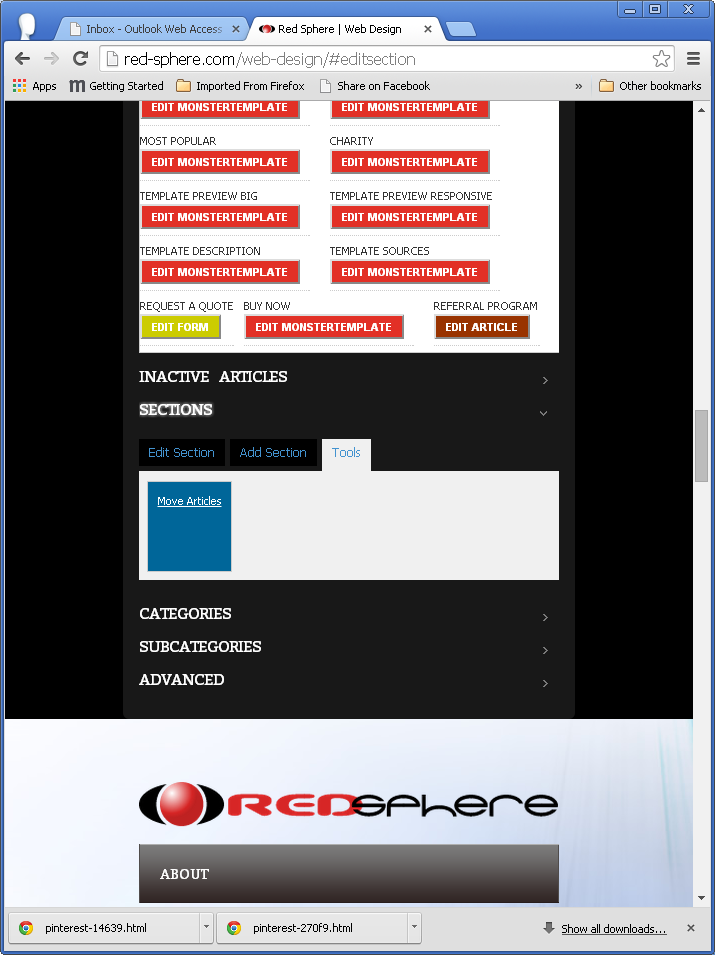 Inbox - Outlook Web Access
Red Sphere | Web Design
red-sphere.com/web-design/#editsection
Apps
m Getting Started
Imported From Firefox
Share on Facebook
»
Other bookmarks
EDIT MONSTERTEMPLATE EDIT MONSTERTEMPLATE
MOST POPULAR CHARITY
EDIT MONSTERTEMPLATE EDIT MONSTERTEMPLATE
TEMPLATE PREVIEW BIG TEMPLATE PREVIEW RESPONSIVE
EDIT MONSTERTEMPLATE EDIT MONSTERTEMPLATE
TEMPLATE DESCRIPTION TEMPLATE SOURCES
EDIT MONSTERTEMPLATE EDIT MONSTERTEMPLATE
REQUEST A QUOTE BUY NOW REFERRAL PROGRAM
EDIT FORM EDIT MONSTERTEMPLATE EDIT ARTICLE
INACTIVE ARTICLES
SECTIONS
Edit Section Add Section Tools
Move Articles
CATEGORIES
SUBCATEGORIES
ADVANCED
REDSPHERE
ABOUT
pinterest-14639.html pinterest-270f9.html Show all downloads...